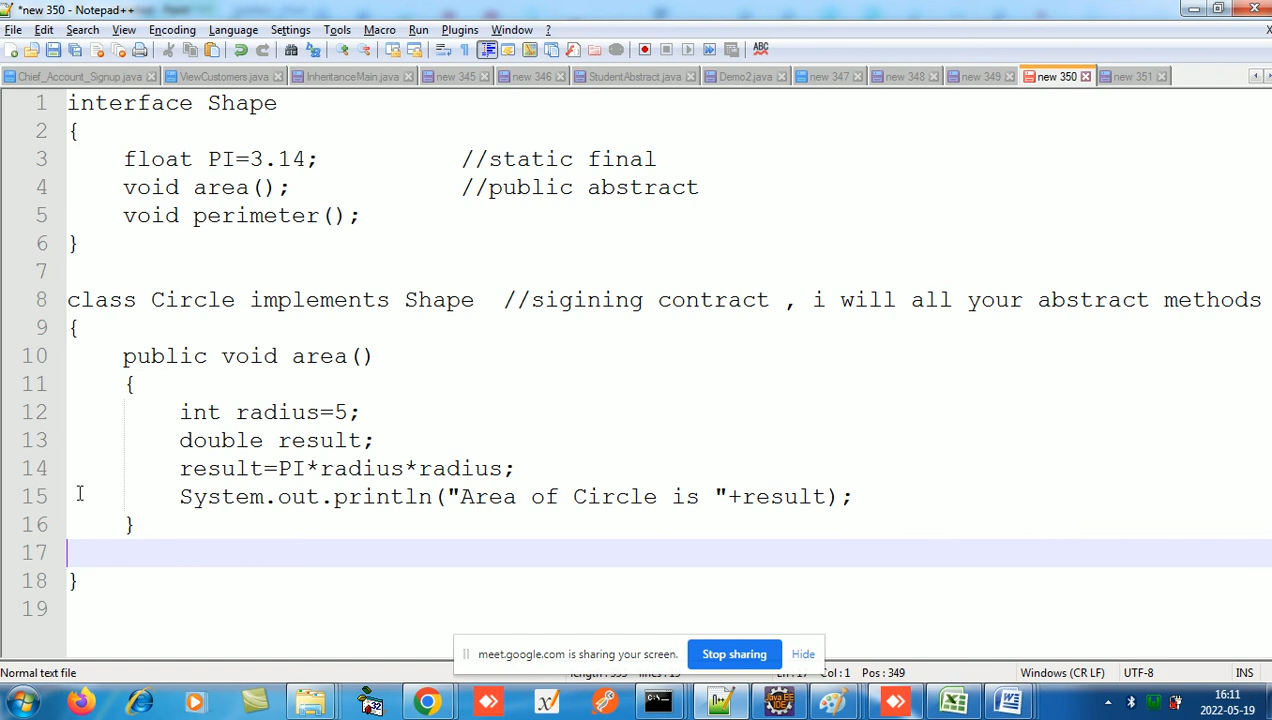 *new 350 - Notepad++
File Edit Search View Encoding Language Settings Tools Macro Run Plugins Window ?
Chief_Account_Signup.java ViewCustomers.java InheritanceMain.java new 345 new 346 StudentAbstract.java Demo2.java new 347 new 348 new 349 new 350 new 351
1 interface Shape
2 {
3 float PI=3.14; //static final
4 void area(); //public abstract
5 void perimeter();
6 }
7
8 class Circle implements Shape //sigining contract , i will all your abstract methods
9 {
10 public void area()
11 {
12 int radius=5;
13 double result;
14 result=PI*radius*radius;
15 System.out.println("Area of Circle is "+result);
16 }
17
18 }
19
meet.google.com is sharing your screen. Stop sharing Hide
Normal text file Col : 1 Pos : 349 Windows (CR LF) UTF-8 INS
16:11
2022-05-19